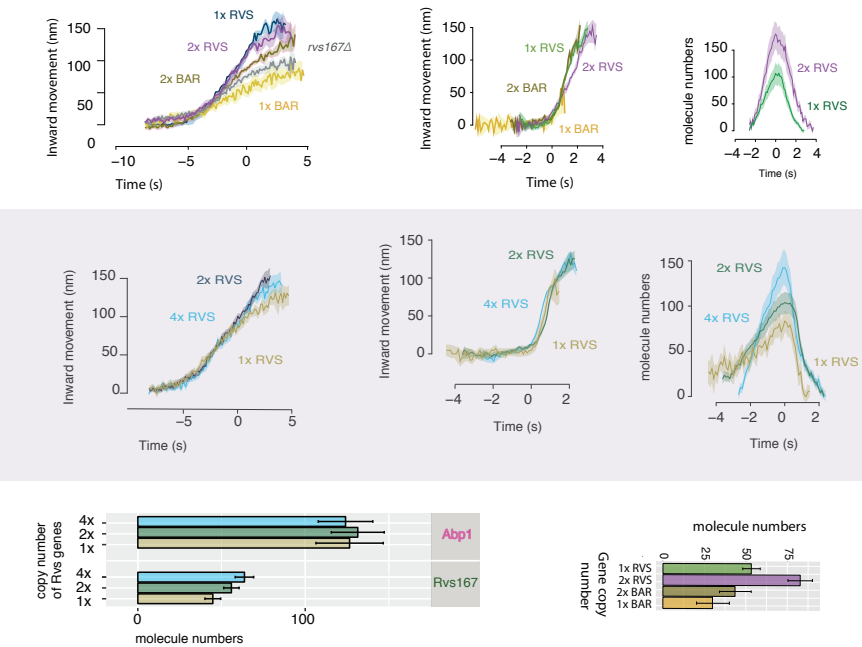 Inward movement (nm)
150
100
50
0
1x RVS
2x RVS
rvs167Δ
2x BAR
1x BAR
−10
−5
0
5
Time (s)
Inward movement (nm)
150
100
50
0
1x RVS
2x RVS
2x BAR
1x BAR
−4
−2
0
2
4
Time (s)
molecule numbers
150
100
50
0
2x RVS
1x RVS
−4
−2
0
2
4
Time (s)
Inward movement (nm)
150
100
50
0
2x RVS
4x RVS
1x RVS
−5
0
5
Time (s)
Inward movement (nm)
150
100
50
0
2x RVS
4x RVS
1x RVS
−4
−2
0
2
Time (s)
molecule numbers
150
100
50
0
2x RVS
4x RVS
1x RVS
−4
−2
0
2
Time (s)
copy number
of Rvs genes
4x
2x
1x
Abp1
4x
2x
1x
Rvs167
0
100
molecule numbers
molecule numbers
0
25
50
75
Gene copy
number
1x RVS
2x RVS
2x BAR
1x BAR